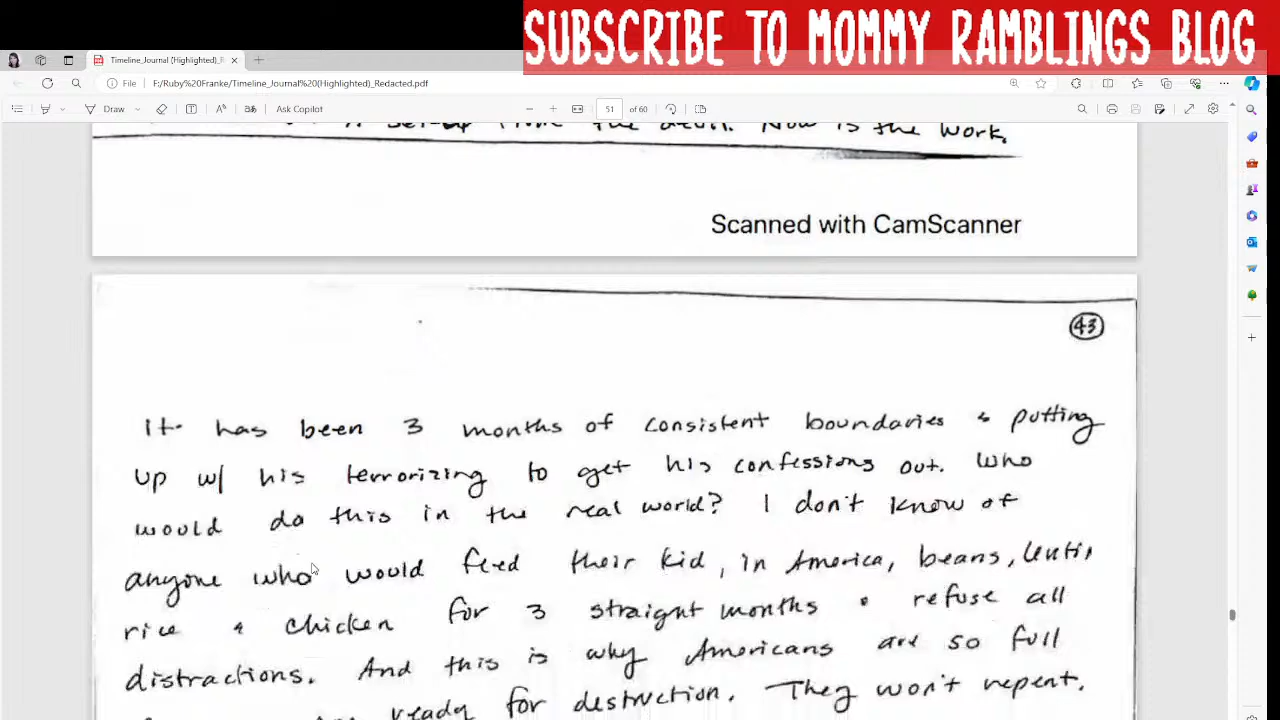 SUBSCRIBE TO MOMMY RAMBLINGS BLOG
Timeline_Journal (Highlighted)_R
File F:/Ruby%20Franke/Timeline_Journal%20(Highlighted)_Redacted.pdf
Draw Ask Copilot 51 of 60
the devil. Now is the work.
Scanned with CamScanner
43
It has been 3 months of consistent boundaries & putting
up w/ his terrorizing to get his confessions out. Who
would do this in the real world? I don't know of
anyone who would feed their kid, in America, beans, lentils
rice & chicken for 3 straight months & refuse all
distractions. And this is why Americans are so full
ready for destruction. They won't repent.